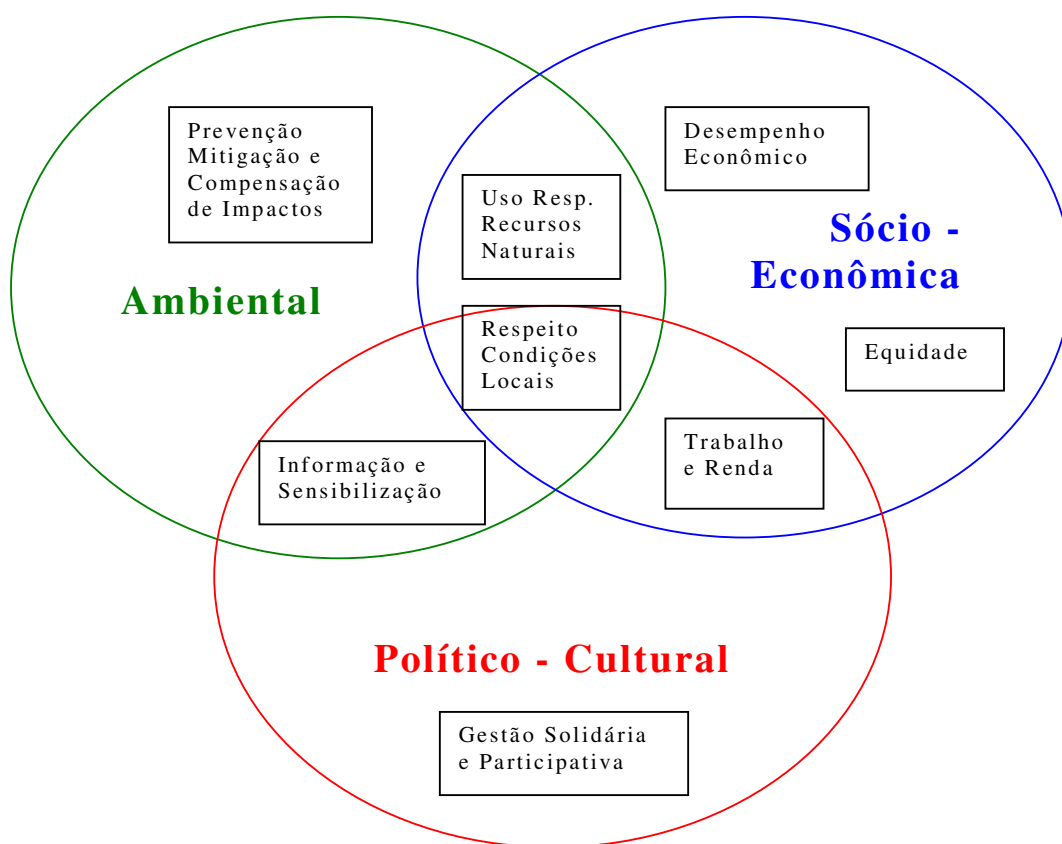 Prevenção
Mitigação e
Compensação
de Impactos
Desempenho
Econômico
Uso Resp.
Recursos
Naturais
Sócio -
Econômica
Ambiental
Respeito
Condições
Locais
Equidade
Trabalho
e Renda
Informação e
Sensibilização
Político - Cultural
Gestão Solidária
e Participativa